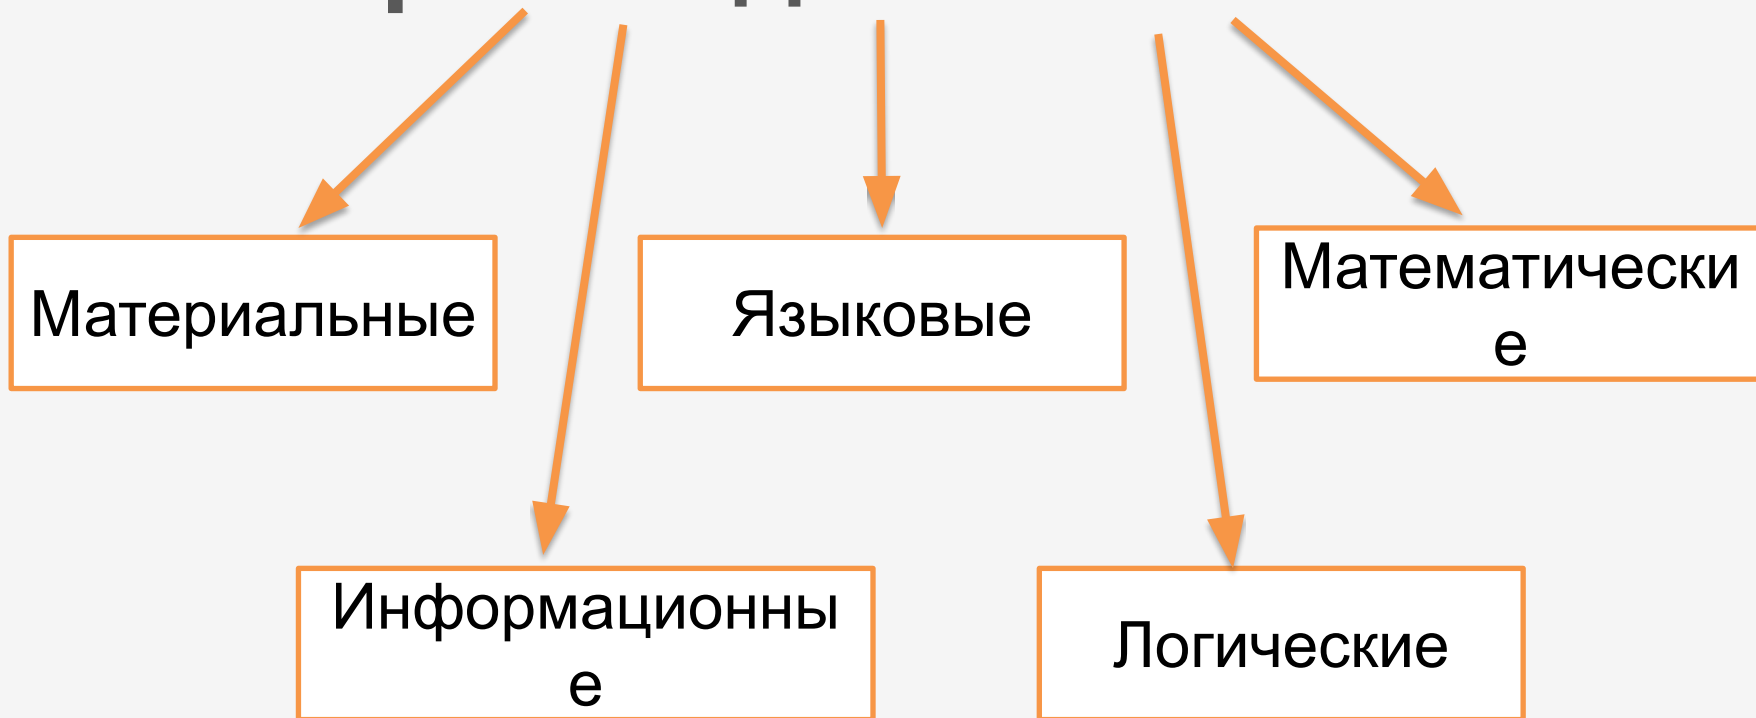 Материальные
Языковые
Математически
е
Информационны
е
Логические